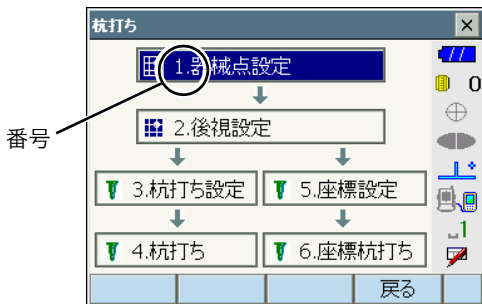 杭打ち
1.器械点設定
0
番号
2.後視設定
3.杭打ち設定
5.座標設定
4.杭打ち
6.座標杭打ち
1
戻る